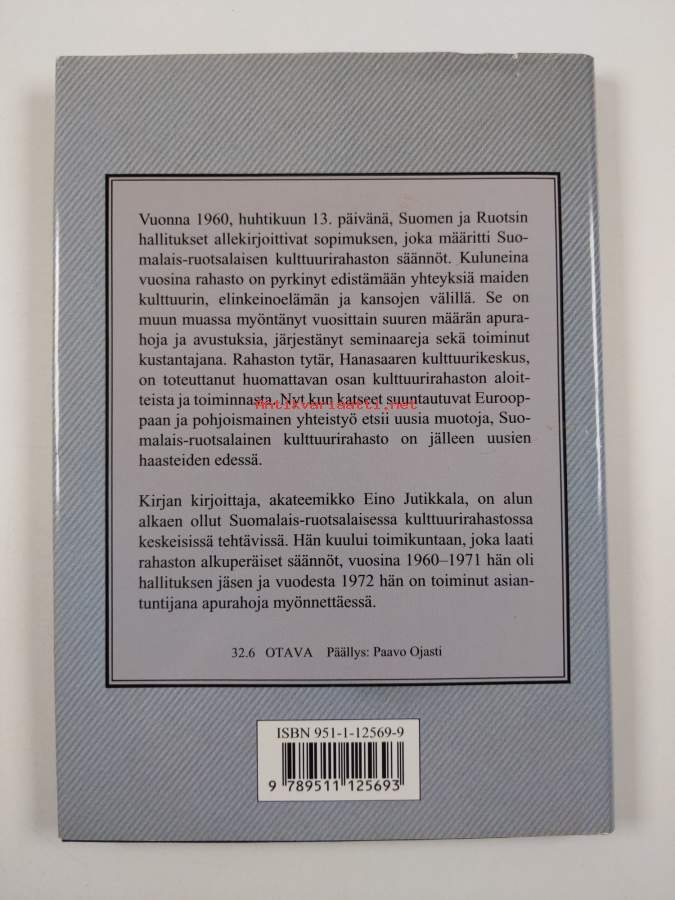 Vuonna 1960, huhtikuun 13. päivänä, Suomen ja Ruotsin
hallitukset allekirjoittivat sopimuksen, joka määritti Suo-
malais-ruotsalaisen kulttuurirahaston säännöt. Kuluneina
vuosina rahasto on pyrkinyt edistämään yhteyksiä maiden
kulttuurin, elinkeinoelämän ja kansojen välillä. Se on
muun muassa myöntänyt vuosittain suuren määrän apura-
hoja ja avustuksia, järjestänyt seminaareja sekä toiminut
kustantajana. Rahaston tytär, Hanasaaren kulttuurikeskus,
on toteuttanut huomattavan osan kulttuurirahaston aloit-
teista ja toiminnasta. Nyt kun katseet suuntautuvat Euroop-
Antikvariaatti.net
paan ja pohjoismainen yhteistyö etsii uusia muotoja, Suo-
malais-ruotsalainen kulttuurirahasto on jälleen uusien
haasteiden edessä.
Kirjan kirjoittaja, akateemikko Eino Jutikkala, on alun
alkaen ollut Suomalais-ruotsalaisessa kulttuurirahastossa
keskeisissä tehtävissä. Hän kuului toimikuntaan, joka laati
rahaston alkuperäiset säännöt, vuosina 1960–1971 hän oli
hallituksen jäsen ja vuodesta 1972 hän on toiminut asian-
tuntijana apurahoja myönnettäessä.
32.6 OTAVA Päällys: Paavo Ojasti
ISBN 951-1-12569-9
9 789511 125693